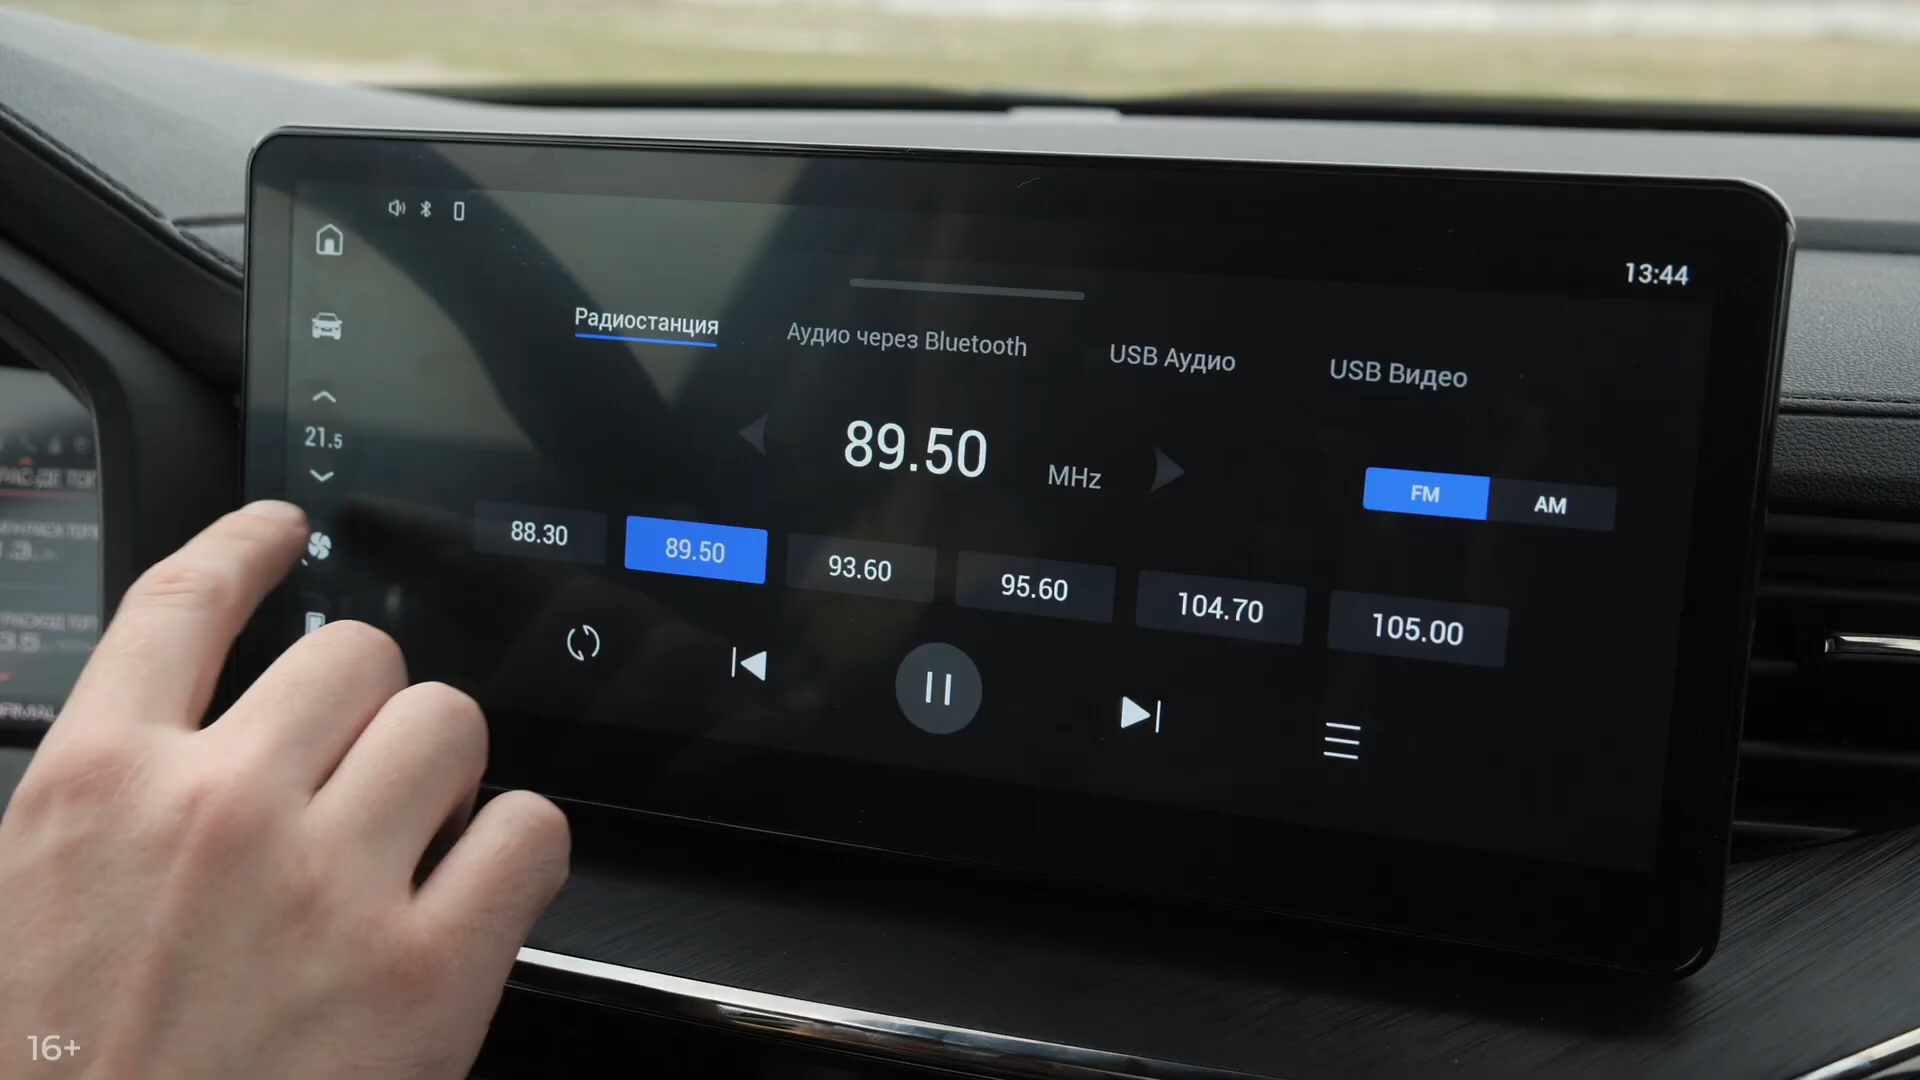 13:44
Радиостанция
Аудио через Bluetooth
USB Аудио
USB Видео
21.5
89.50
MHz
FM
AM
88.30
89.50
93.60
95.60
104.70
105.00
16+